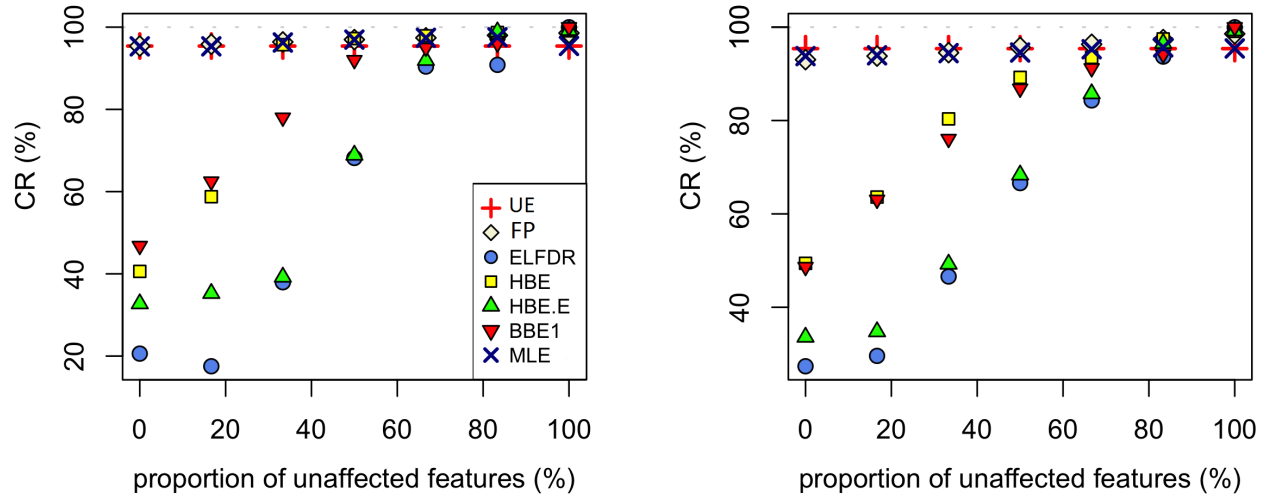 100
80
60
40
20
CR (%)
0 20 40 60 80 100
proportion of unaffected features (%)
UE
FP
ELFDR
HBE
HBE.E
BBE1
MLE
100
80
60
40
CR (%)
0 20 40 60 80 100
proportion of unaffected features (%)